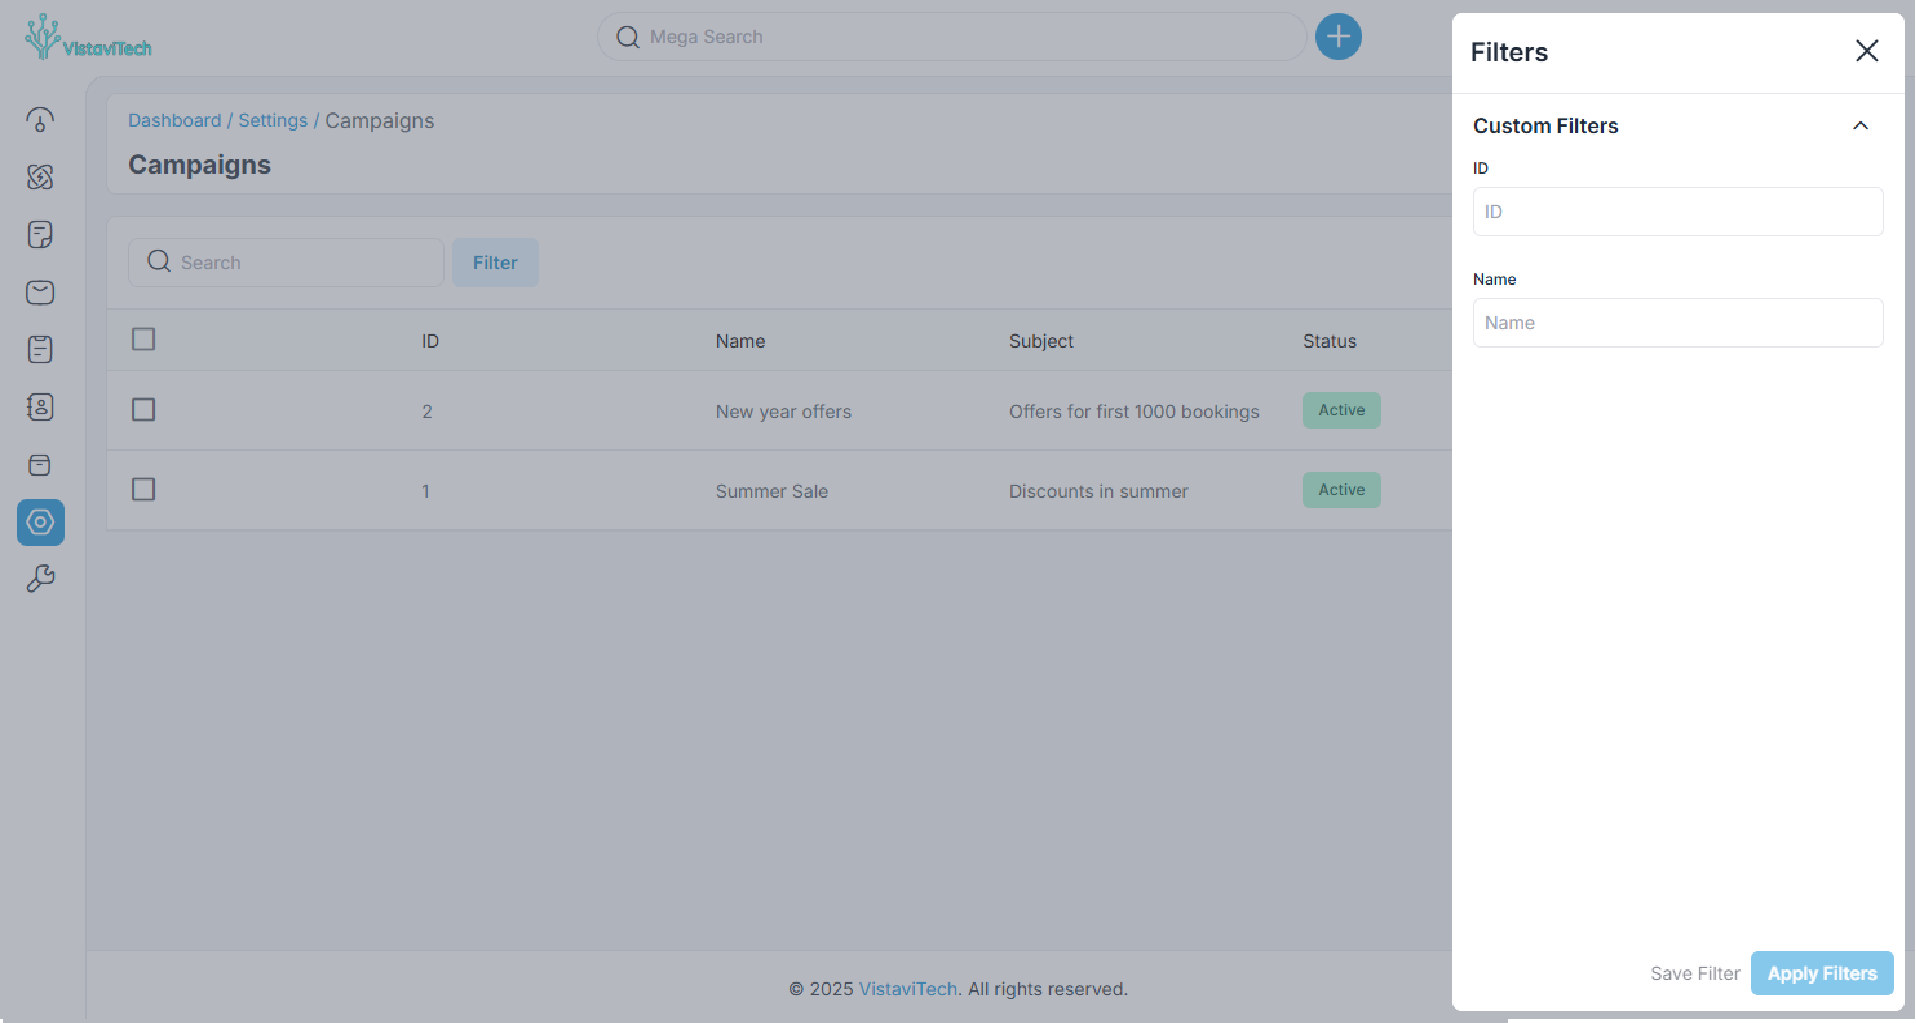 VistaviTech
Mega Search
Dashboard / Settings / Campaigns
Campaigns
Search
Filter
ID Name Subject Status
2 New year offers Offers for first 1000 bookings Active
1 Summer Sale Discounts in summer Active
© 2025 VistaviTech. All rights reserved.
Filters
Custom Filters
ID
ID
Name
Name
Save Filter Apply Filters